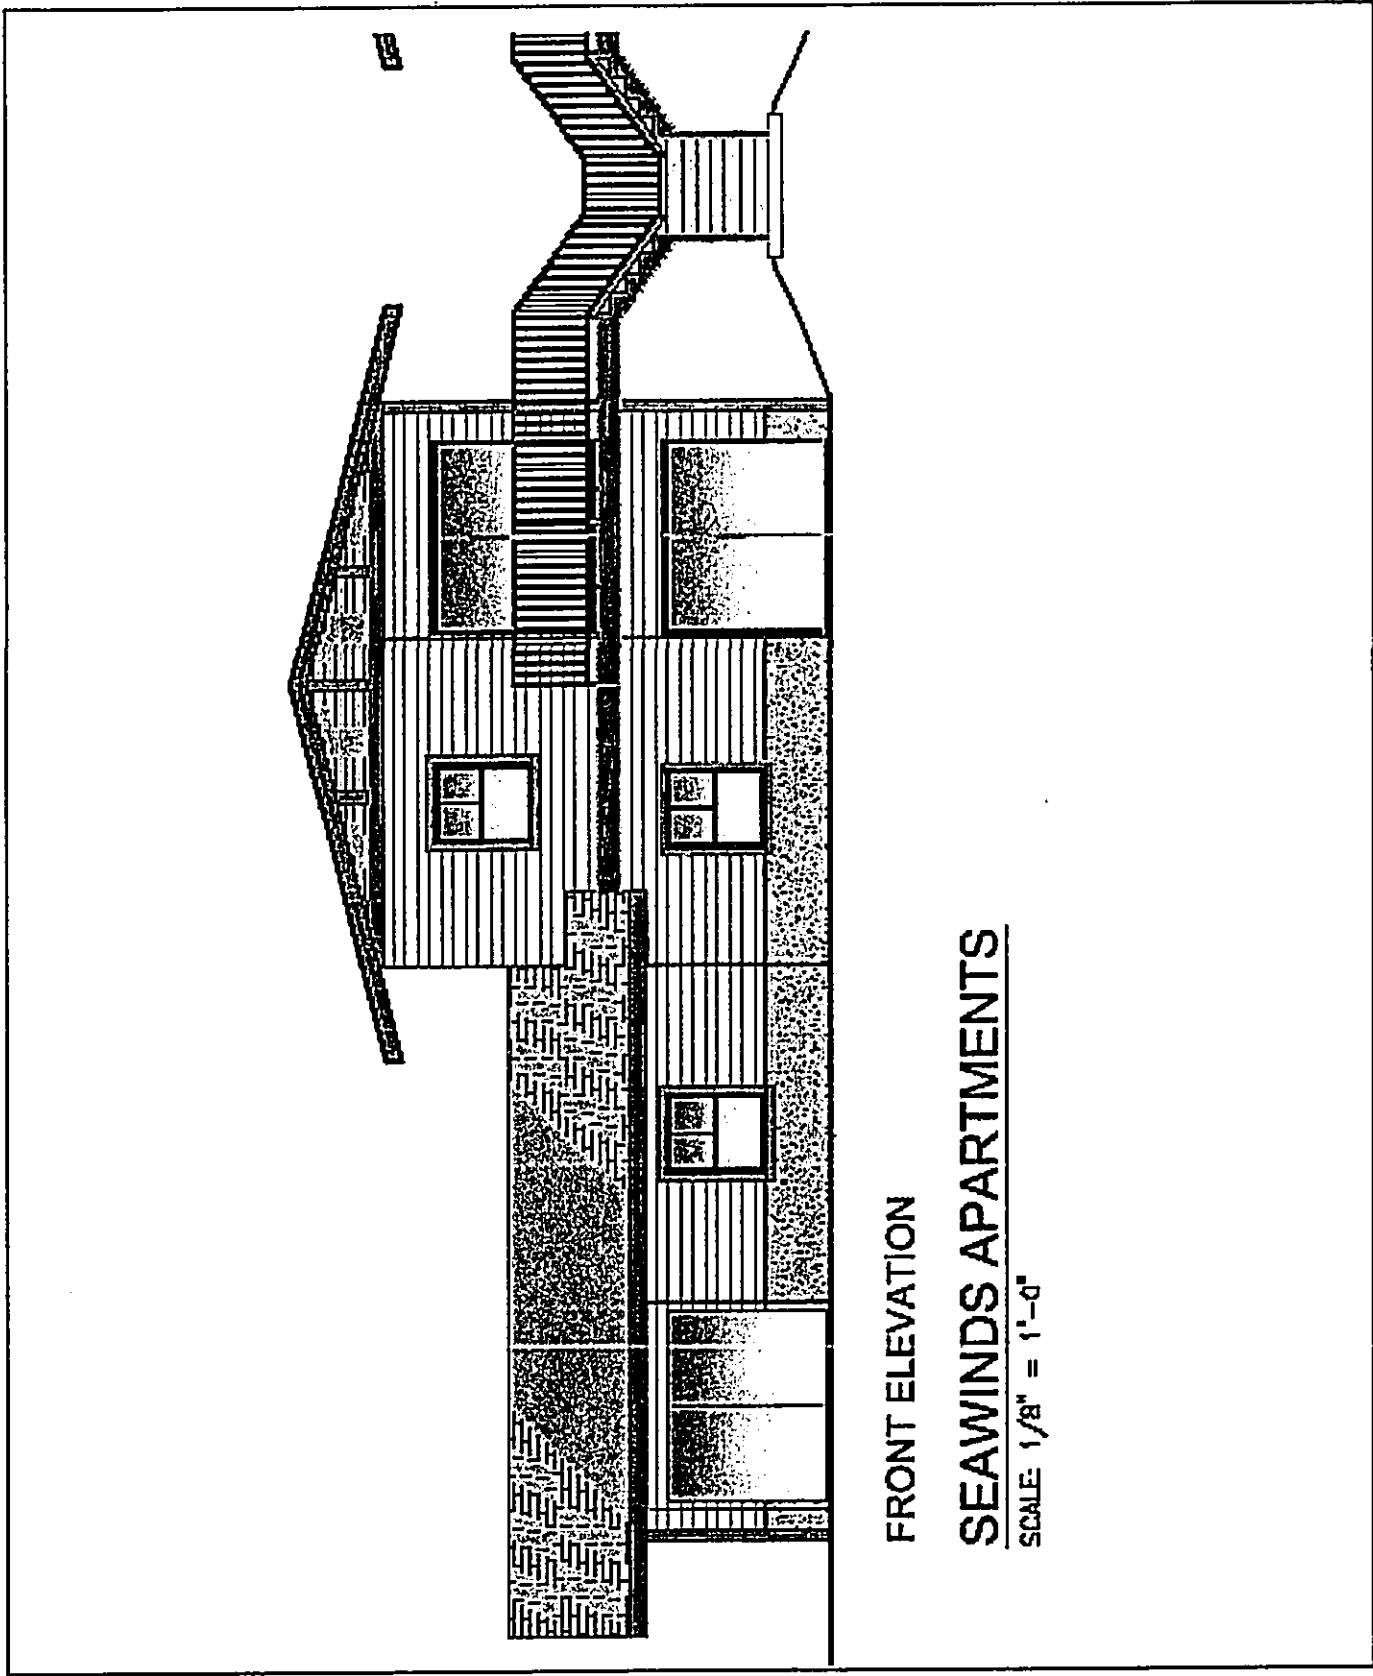 FRONT ELEVATION
SEAWINDS APARTMENTS
SCALE: 1/8" = 1'-0"